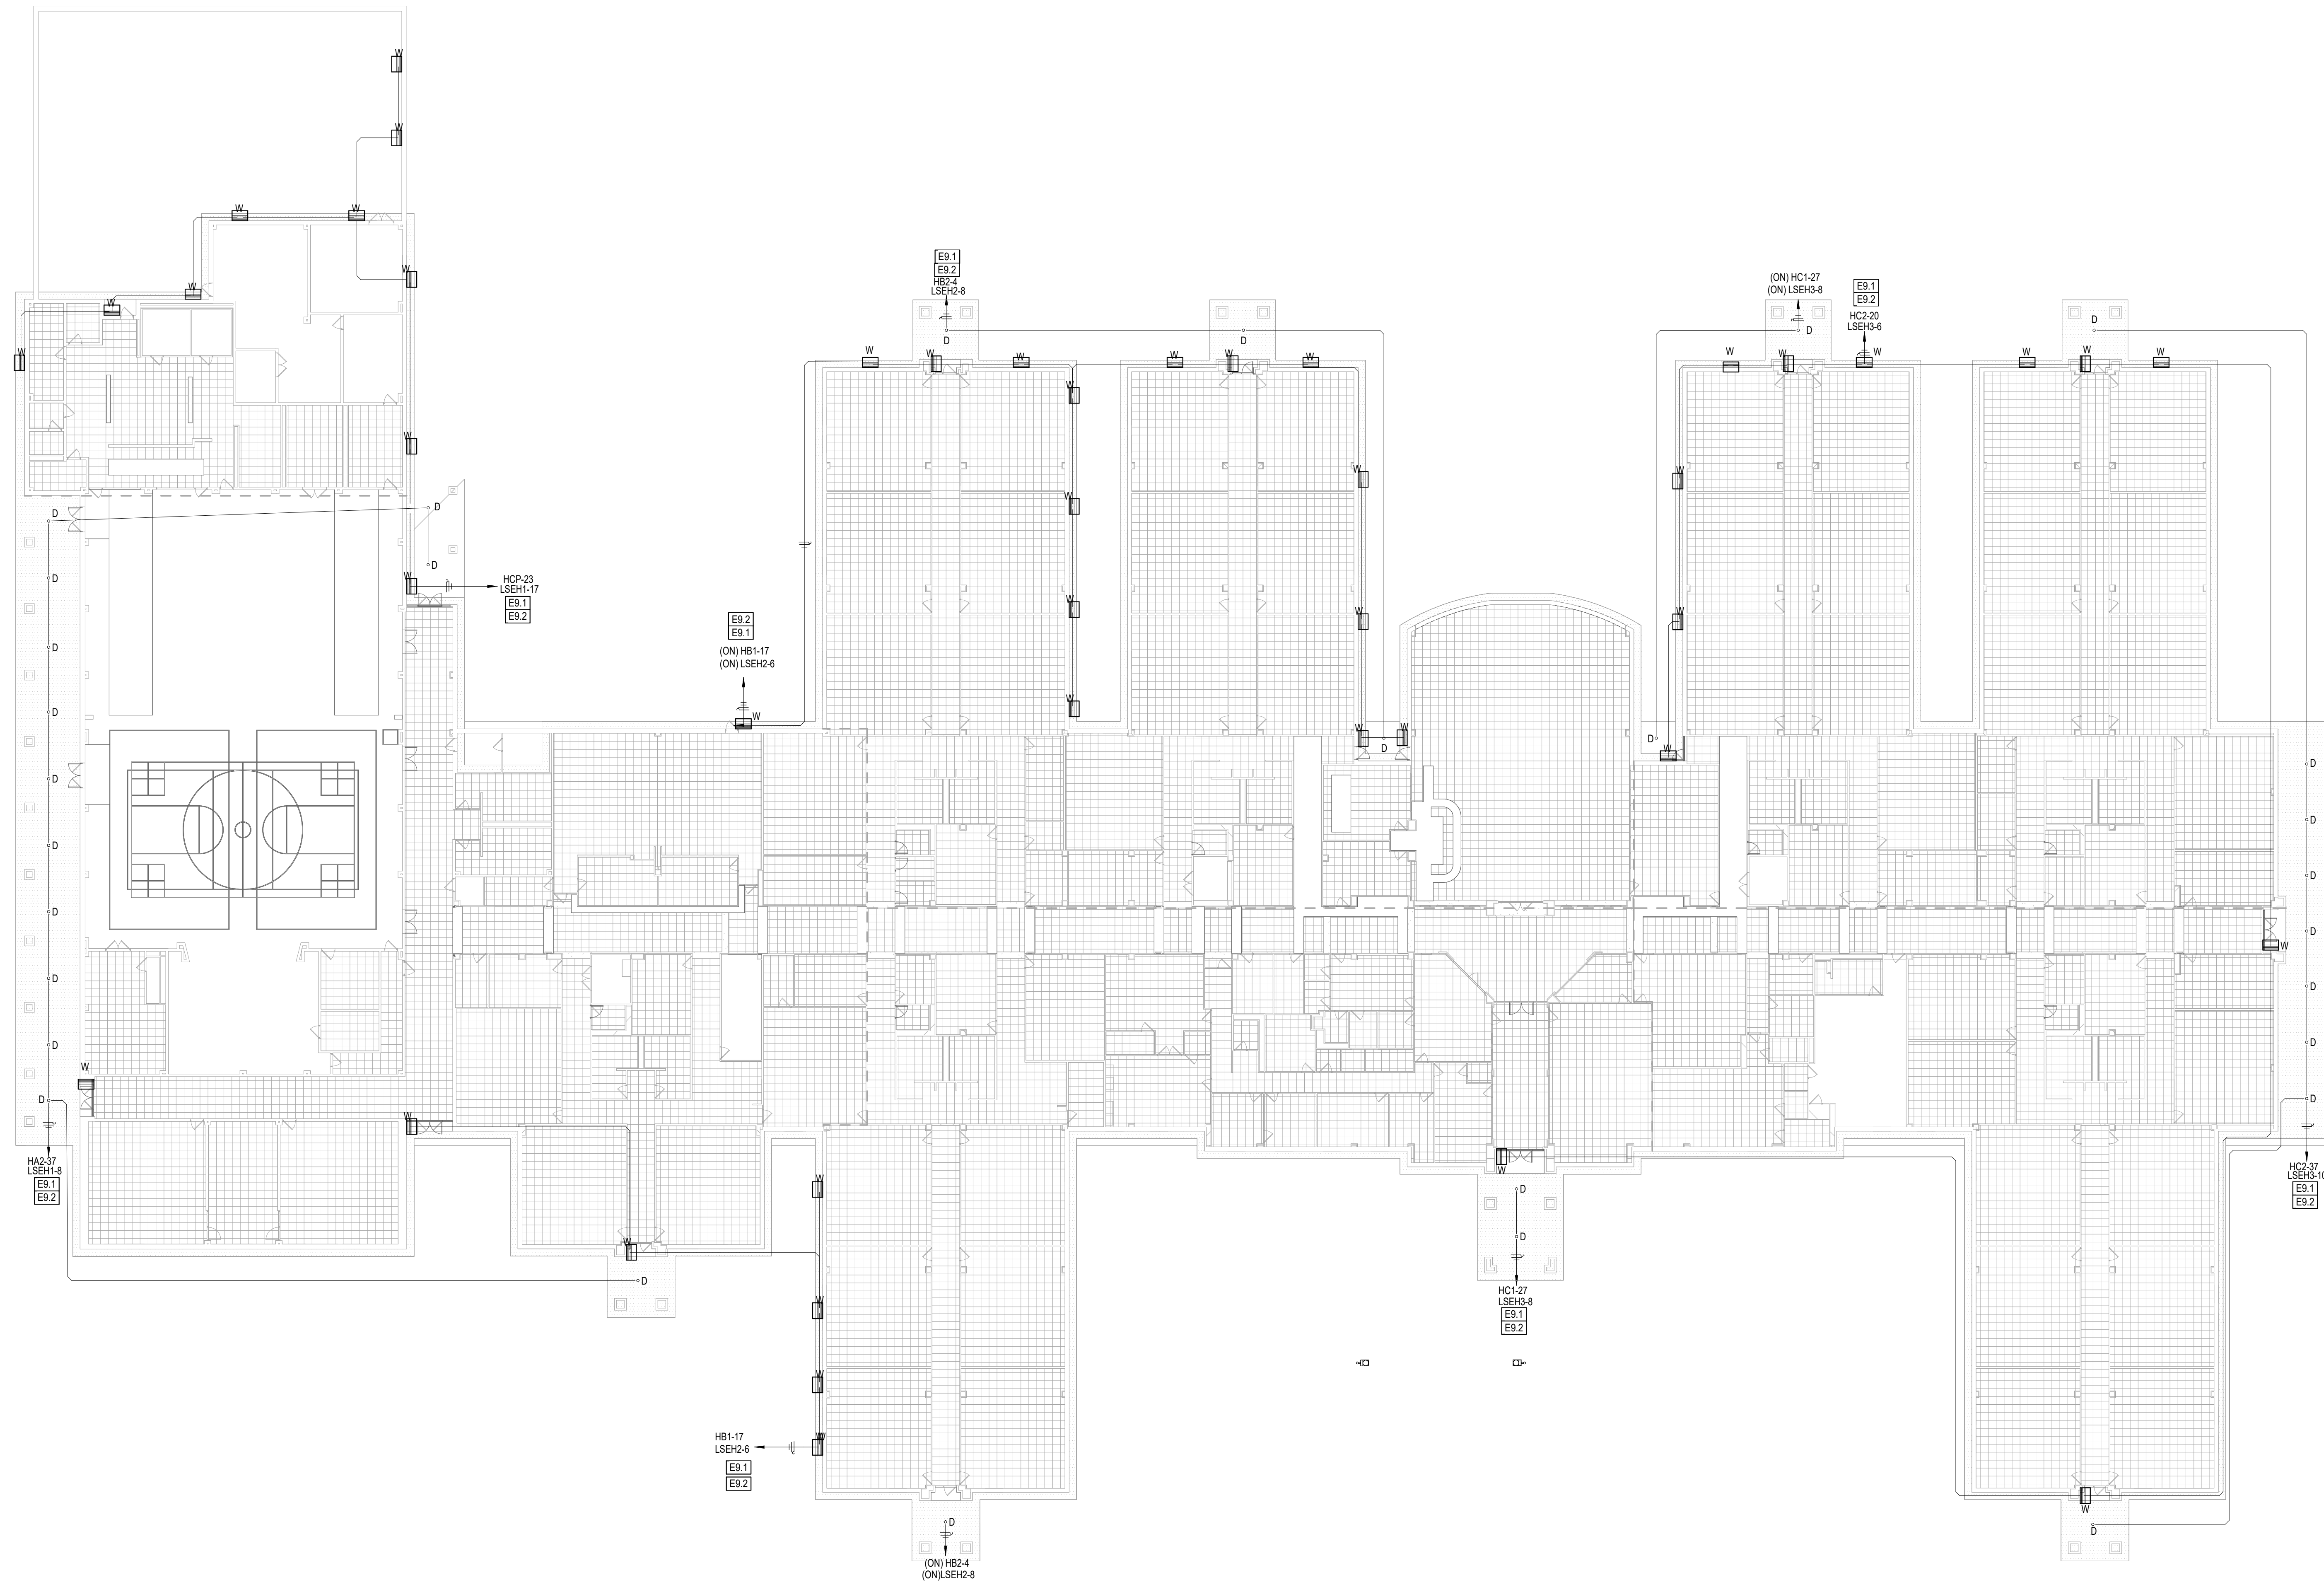 W
W
W
W
W
W
W
W
W
D
D
D
W
D
D
D
D
D
D
D
D
D
HCP-23
LSEH1-17
E9.1
E9.2
E9.2
E9.1
(ON) HB1-17
(ON) LSEH2-6
W
E9.1
E9.2
HB2-4
LSEH2-8
D
D
W
W
W
W
W
W
W
W
W
W
W
W
W
W
D
W
(ON) HC1-27
(ON) LSEH3-8
D
E9.1
E9.2
HC2-20
LSEH3-6
W
W
W
W
W
W
W
W
W
D
D
D
D
D
D
D
D
D
W
HC2-37
LSEH3-10
E9.1
E9.2
W
W
HA2-37
LSEH1-8
E9.1
E9.2
W
D
W
W
W
W
HB1-17
LSEH2-6
E9.1
E9.2
D
(ON) HB2-4
(ON)LSEH2-8
W
D
D
HC1-27
LSEH3-8
E9.1
E9.2
W
D